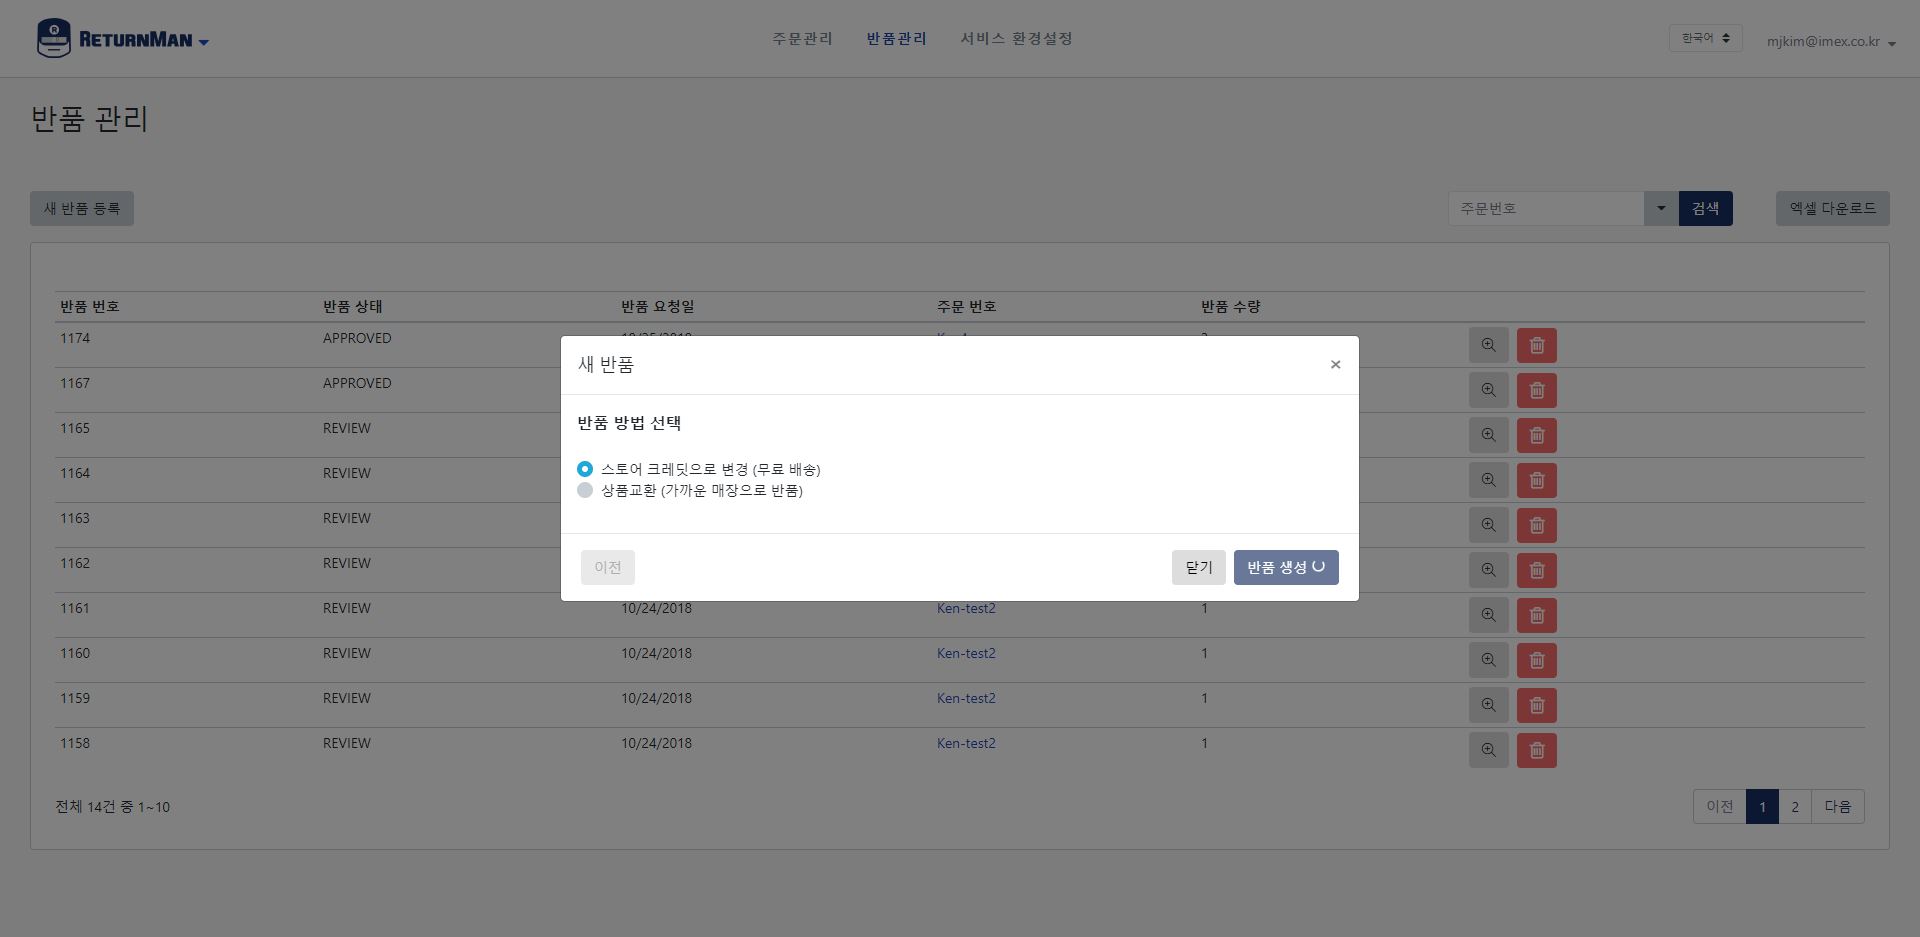 RETURNMAN
주문관리 반품관리 서비스 환경설정
한국어 mjkim@imex.co.kr
반품 관리
새 반품 등록
주문번호 검색 엑셀 다운로드
반품 번호 반품 상태 반품 요청일 주문 번호 반품 수량
1174 APPROVED
1167 APPROVED
1165 REVIEW
1164 REVIEW
1163 REVIEW
1162 REVIEW
1161 REVIEW 10/24/2018 Ken-test2 1
1160 REVIEW 10/24/2018 Ken-test2 1
1159 REVIEW 10/24/2018 Ken-test2 1
1158 REVIEW 10/24/2018 Ken-test2 1
전체 14건 중 1~10
이전 1 2 다음
새 반품 ×
반품 방법 선택
스토어 크레딧으로 변경 (무료 배송)
상품교환 (가까운 매장으로 반품)
이전 닫기 반품 생성